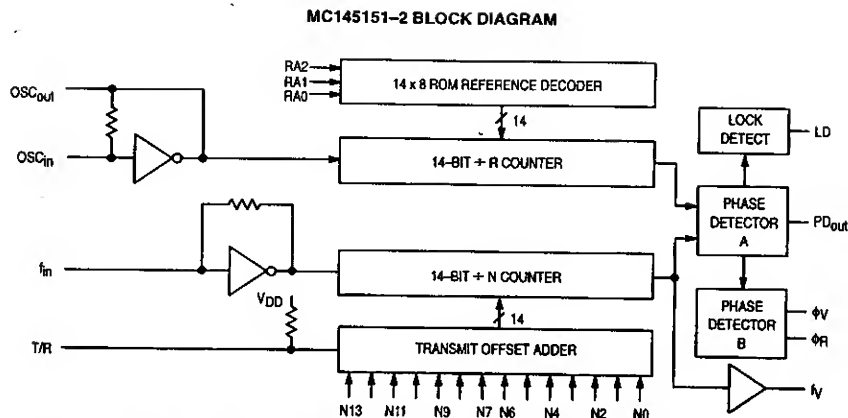 MC145151–2 BLOCK DIAGRAM
RA2
RA1
RA0
14 x 8 ROM REFERENCE DECODER
OSCout
14
LOCK
DETECT
LD
OSCin
14–BIT ÷ R COUNTER
PHASE
DETECTOR
A
PDout
fin
14–BIT ÷ N COUNTER
VDD
14
PHASE
DETECTOR
B
ϕV
ϕR
T/R
TRANSMIT OFFSET ADDER
fV
N13 N11 N9 N7 N6 N4 N2 N0